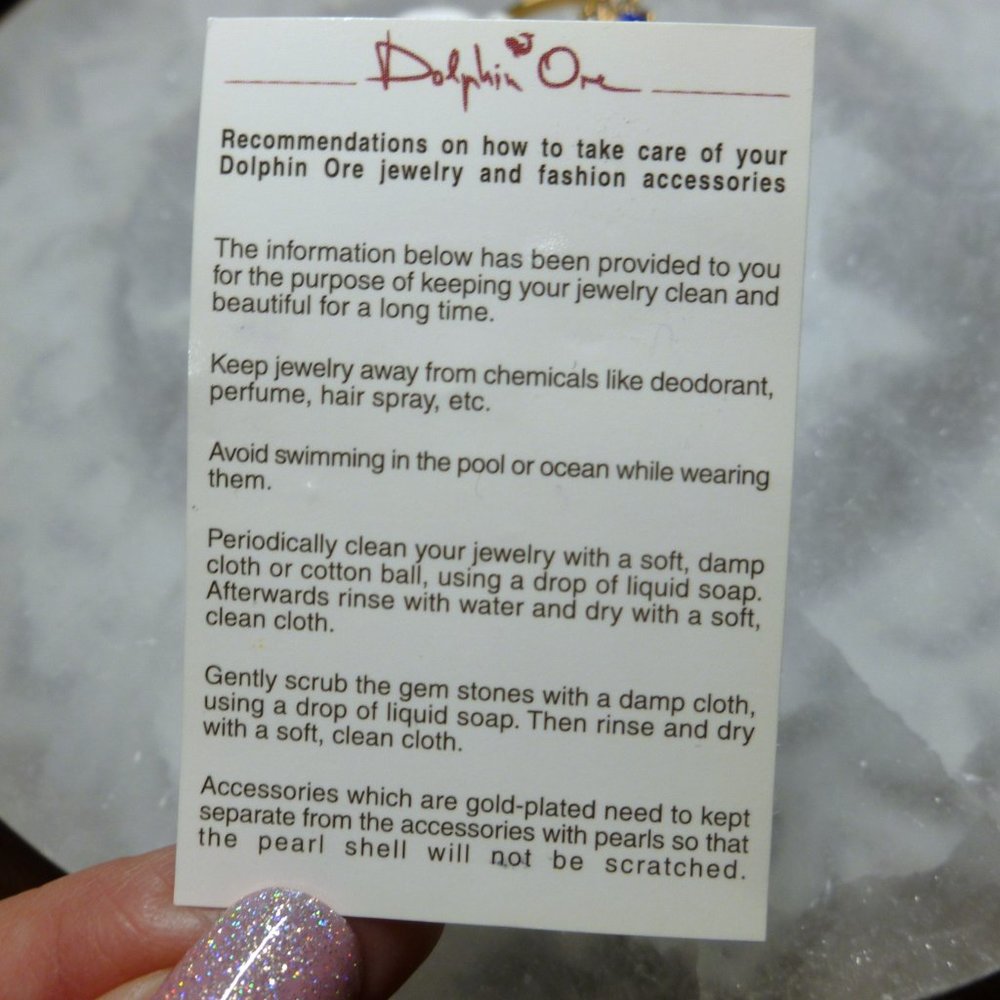 Dolphin Ore
Recommendations on how to take care of your
Dolphin Ore jewelry and fashion accessories
The information below has been provided to you
for the purpose of keeping your jewelry clean and
beautiful for a long time.
Keep jewelry away from chemicals like deodorant,
perfume, hair spray, etc.
Avoid swimming in the pool or ocean while wearing
them.
Periodically clean your jewelry with a soft, damp
cloth or cotton ball, using a drop of liquid soap.
Afterwards rinse with water and dry with a soft,
clean cloth.
Gently scrub the gem stones with a damp cloth,
using a drop of liquid soap. Then rinse and dry
with a soft, clean cloth.
Accessories which are gold-plated need to kept
separate from the accessories with pearls so that
the pearl shell will not be scratched.